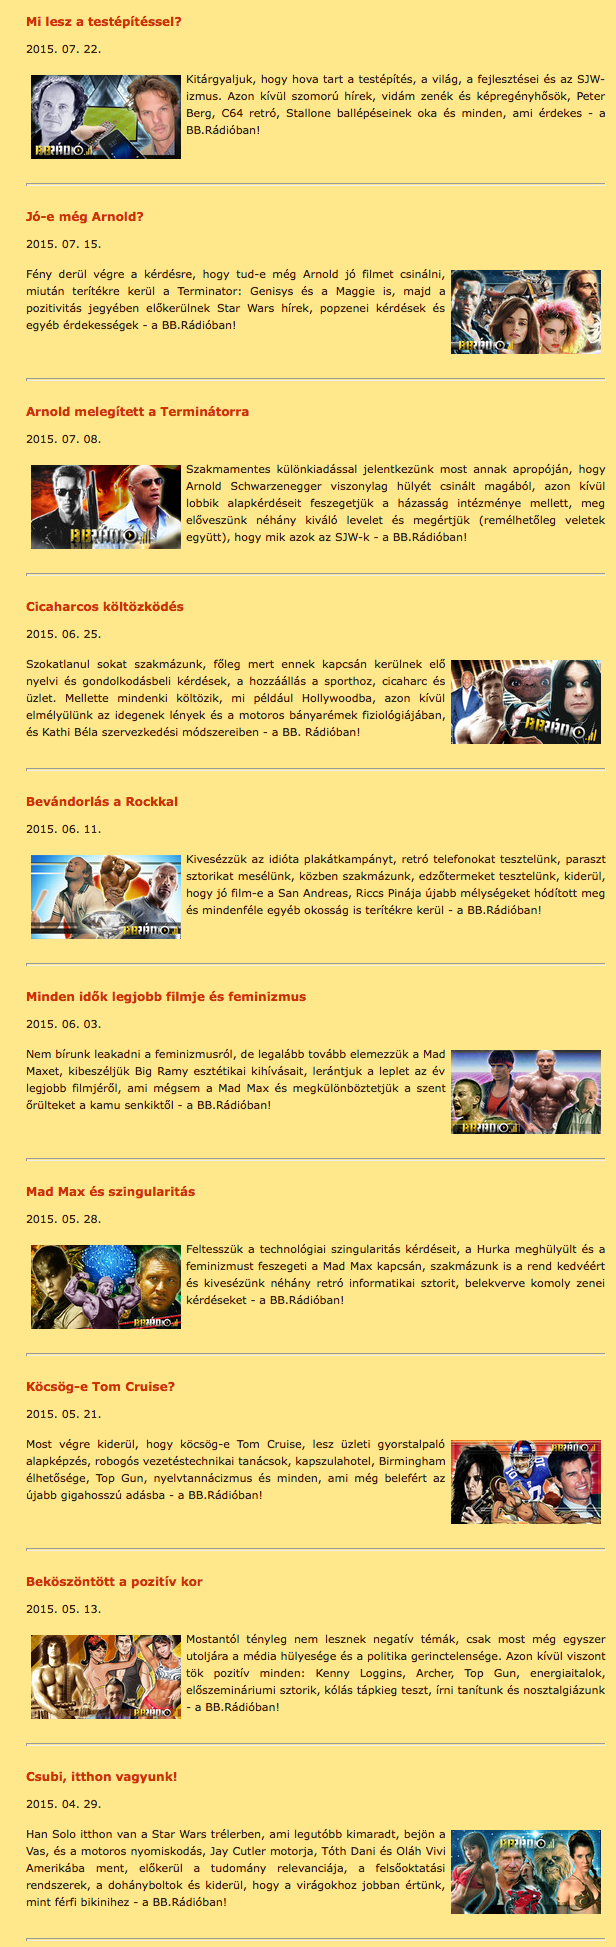 Mi lesz a testépítéssel?
2015. 07. 22.
Kitárgyaljuk, hogy hova tart a testépítés, a világ, a fejlesztései és az SJW-
izmus. Azon kívül szomorú hírek, vidám zenék és képregényhősök, Peter
Berg, C64 retró, Stallone ballépéseinek oka és minden, ami érdekes - a
BB.Rádióban!
BBRÁDIÓ
Jó-e még Arnold?
2015. 07. 15.
Fény derül végre a kérdésre, hogy tud-e még Arnold jó filmet csinálni,
miután terítékre kerül a Terminator: Genisys és a Maggie is, majd a
pozitivitás jegyében előkerülnek Star Wars hírek, popzenei kérdések és
egyéb érdekességek - a BB.Rádióban!
BBRÁDIÓ
Arnold melegített a Terminátorra
2015. 07. 08.
Szakmamentes különkiadással jelentkezünk most annak apropóján, hogy
Arnold Schwarzenegger viszonylag hülyét csinált magából, azon kívül
lobbik alapkérdéseit feszegetjük a házasság intézménye mellett, meg
előveszünk néhány kiváló levelet és megértjük (remélhetőleg veletek
együtt), hogy mik azok az SJW-k - a BB.Rádióban!
BBRÁDIÓ
Cicaharcos költözködés
2015. 06. 25.
Szokatlanul sokat szakmázunk, főleg mert ennek kapcsán kerülnek elő
nyelvi és gondolkodásbeli kérdések, a hozzáállás a sporthoz, cicaharc és
üzlet. Mellette mindenki költözik, mi például Hollywoodba, azon kívül
elmélyülünk az idegenek lények és a motoros bányarémek fiziológiájában,
és Kathi Béla szervezkedési módszereiben - a BB. Rádióban!
BBRÁDIÓ
Bevándorlás a Rockkal
2015. 06. 11.
Kivesézzük az idióta plakátkampányt, retró telefonokat tesztelünk, paraszt
sztorikat mesélünk, közben szakmázunk, edzőtermeket tesztelünk, kiderül,
hogy jó film-e a San Andreas, Riccs Pinája újabb mélységeket hódított meg
és mindenféle egyéb okosság is terítékre kerül - a BB.Rádióban!
BBRÁDIÓ
Minden idők legjobb filmje és feminizmus
2015. 06. 03.
Nem bírunk leakadni a feminizmusról, de legalább tovább elemezzük a Mad
Maxet, kibeszéljük Big Ramy esztétikai kihívásait, lerántjuk a leplet az év
legjobb filmjéről, ami mégsem a Mad Max és megkülönböztetjük a szent
őrülteket a kamu senkiktől - a BB.Rádióban!
BBRÁDIÓ
Mad Max és szingularitás
2015. 05. 28.
Feltesszük a technológiai szingularitás kérdéseit, a Hurka meghülyült és a
feminizmust feszegeti a Mad Max kapcsán, szakmázunk is a rend kedvéért
és kivesézünk néhány retró informatikai sztorit, belekverve komoly zenei
kérdéseket - a BB.Rádióban!
BBRÁDIÓ
Köcsög-e Tom Cruise?
2015. 05. 21.
Most végre kiderül, hogy köcsög-e Tom Cruise, lesz üzleti gyorstalpaló
alapképzés, robogós vezetéstechnikai tanácsok, kapszulahotel, Birmingham
élhetősége, Top Gun, nyelvtannácizmus és minden, ami még belefért az
újabb gigahosszú adásba - a BB.Rádióban!
BBRÁDIÓ
Beköszöntött a pozitív kor
2015. 05. 13.
Mostantól tényleg nem lesznek negatív témák, csak most még egyszer
utoljára a média hülyesége és a politika gerinctelensége. Azon kívül viszont
tök pozitív minden: Kenny Loggins, Archer, Top Gun, energiaitalok,
előszemináriumi sztorik, kólás tápkieg teszt, írni tanítunk és nosztalgiázunk
- a BB.Rádióban!
BBRÁDIÓ
Csubi, itthon vagyunk!
2015. 04. 29.
Han Solo itthon van a Star Wars trélerben, ami legutóbb kimaradt, bejön a
Vas, és a motoros nyomiskodás, Jay Cutler motorja, Tóth Dani és Oláh Vivi
Amerikába ment, előkerül a tudomány relevanciája, a felsőoktatási
rendszerek, a dohányboltok és kiderül, hogy a virágokhoz jobban értünk,
mint férfi bikinihez - a BB.Rádióban!
BBRÁDIÓ